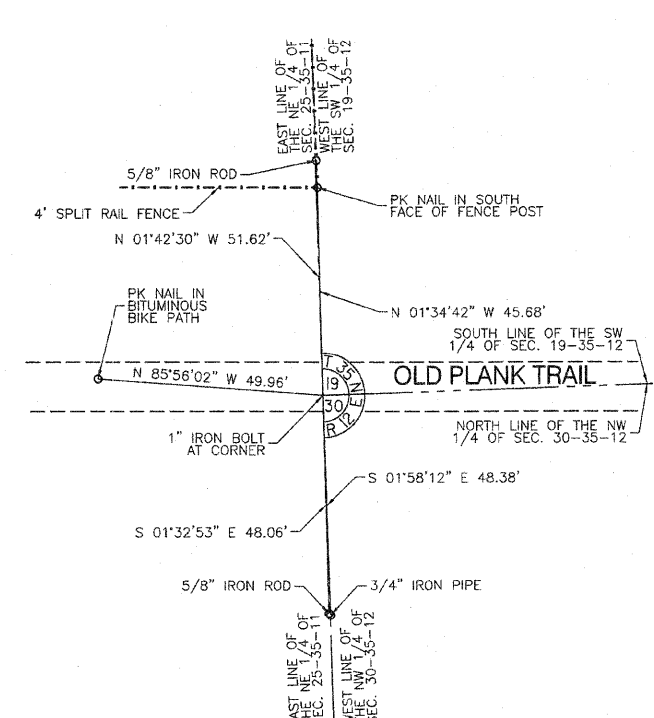 EAST LINE OF
THE NE 1/4 OF
SEC. 25-35-11
WEST LINE OF
THE SW 1/4 OF
SEC. 19-35-12
5/8" IRON ROD
4' SPLIT RAIL FENCE
PK NAIL IN SOUTH
FACE OF FENCE POST
N 01°42'30" W 51.62'
PK NAIL IN
BITUMINOUS
BIKE PATH
N 01°34'42" W 45.68'
SOUTH LINE OF THE SW
1/4 OF SEC. 19-35-12
N 85°56'02" W 49.96'
T 35 N
19
30
R 12 E
OLD PLANK TRAIL
1" IRON BOLT
AT CORNER
NORTH LINE OF THE NW
1/4 OF SEC. 30-35-12
S 01°58'12" E 48.38'
S 01°32'53" E 48.06'
5/8" IRON ROD
3/4" IRON PIPE
LINE OF
NE 1/4 OF
25-35-11
LINE OF
NW 1/4 OF
30-35-12